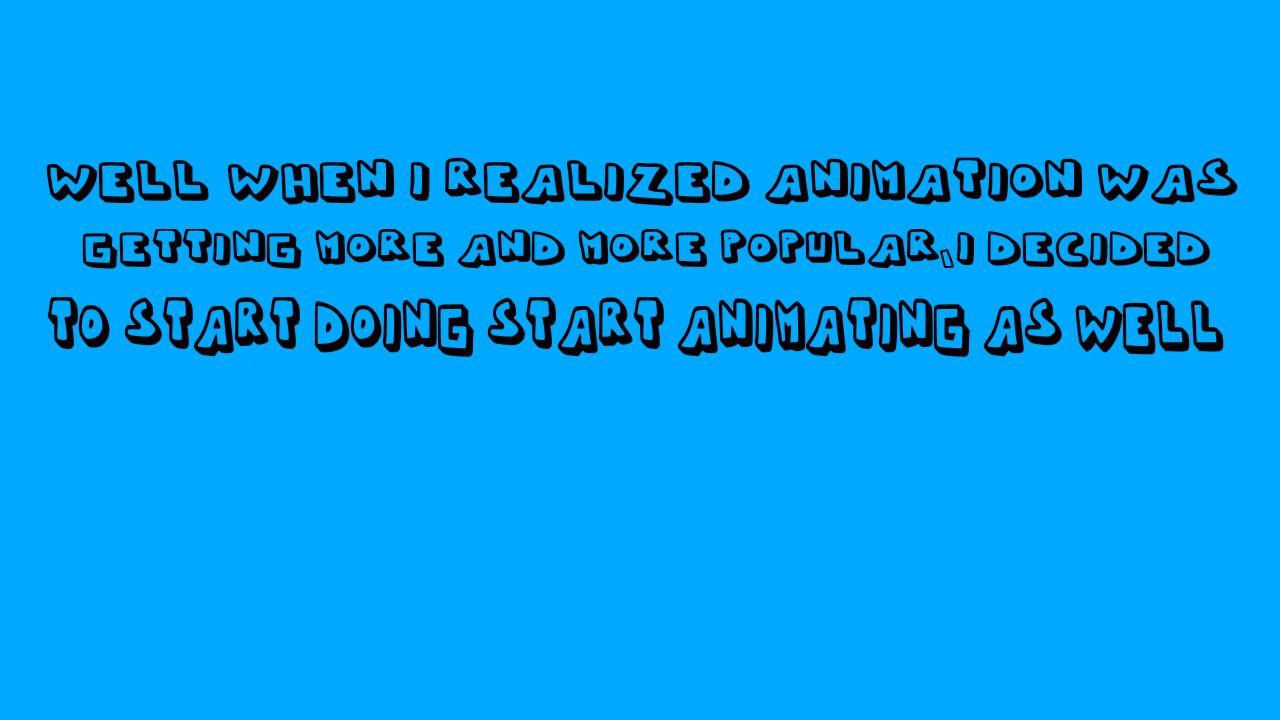 WELL WHEN I REALIZED ANIMATION WAS
GETTING MORE AND MORE POPULAR, I DECIDED
TO START DOING START ANIMATING AS WELL